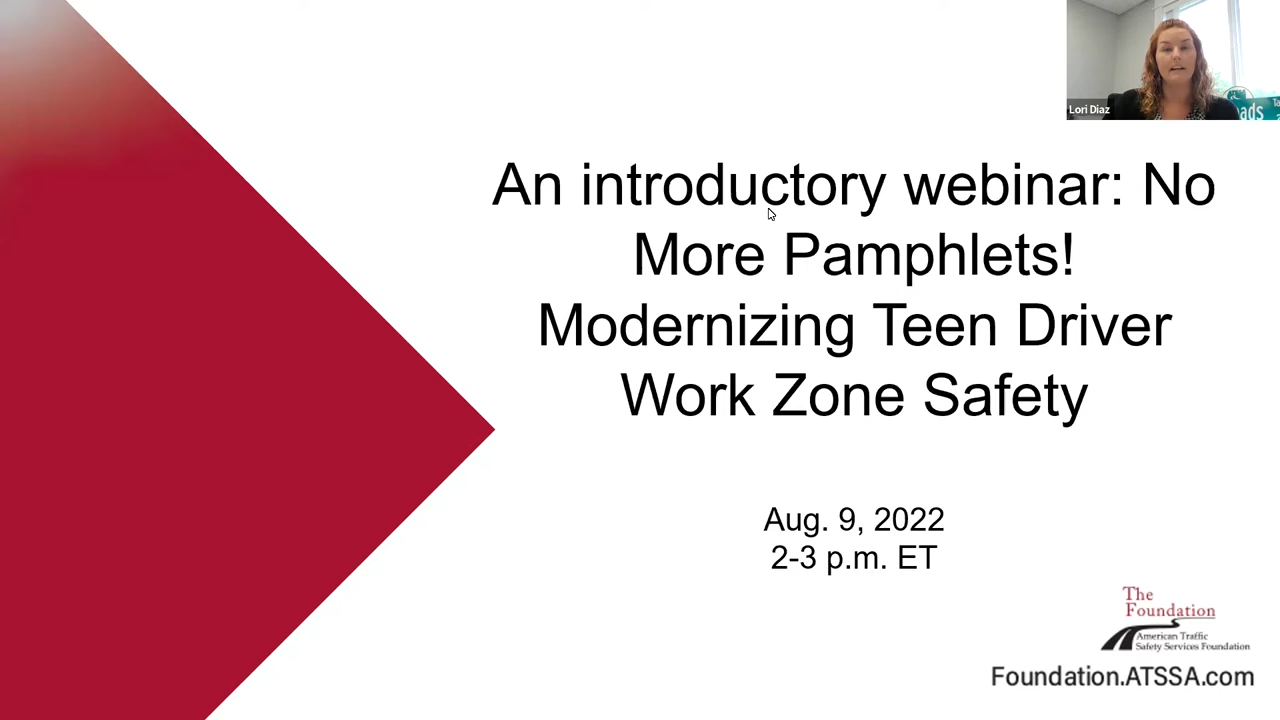 Lori Diaz
ads
An introductory webinar: No
More Pamphlets!
Modernizing Teen Driver
Work Zone Safety
Aug. 9, 2022
2-3 p.m. ET
The
Foundation
American Traffic
Safety Services Foundation
Foundation.ATSSA.com